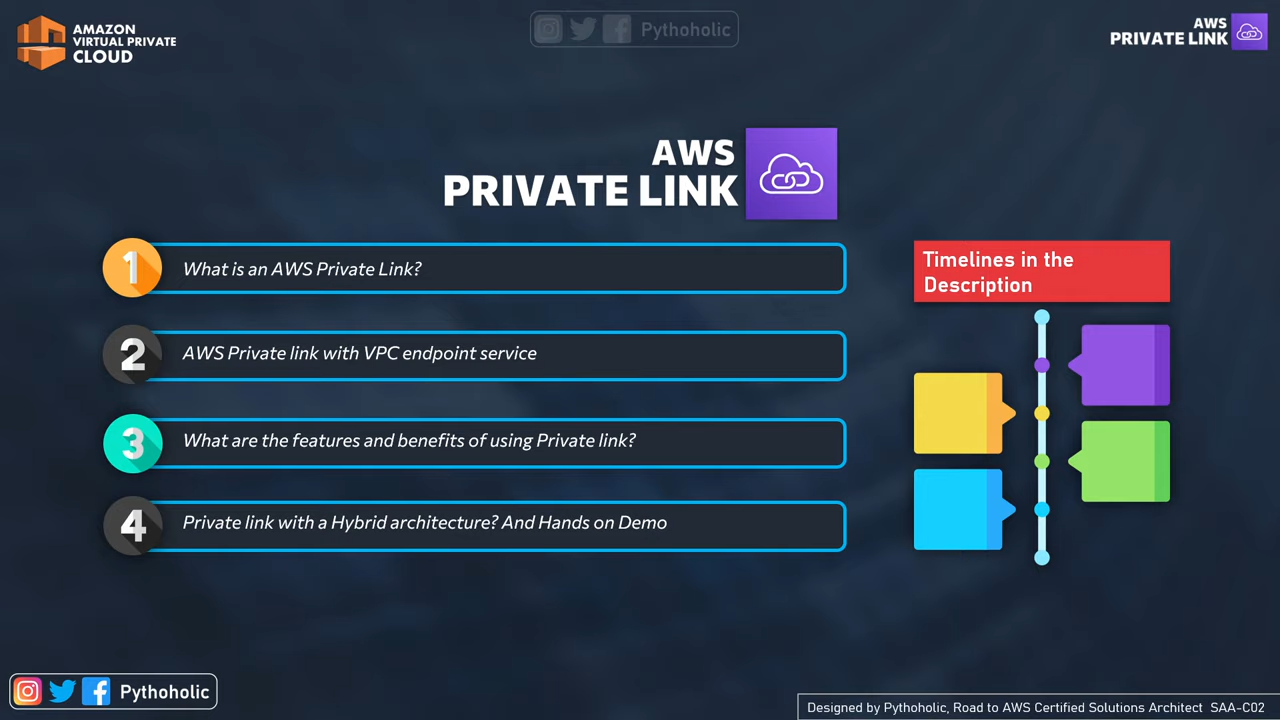 AMAZON
VIRTUAL PRIVATE
CLOUD
Pythoholic
AWS
PRIVATE LINK
AWS
PRIVATE LINK
1 What is an AWS Private Link?
2 AWS Private link with VPC endpoint service
3 What are the features and benefits of using Private link?
4 Private link with a Hybrid architecture? And Hands on Demo
Timelines in the
Description
Pythoholic
Designed by Pythoholic, Road to AWS Certified Solutions Architect SAA-C02